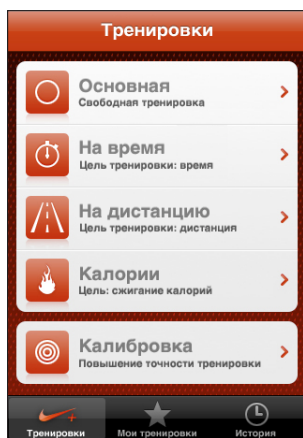 Тренировки
Основная
Свободная тренировка
На время
Цель тренировки: время
На дистанцию
Цель тренировки: дистанция
Калории
Цель: сжигание калорий
Калибровка
Повышение точности тренировки
Тренировки
Мои тренировки
История